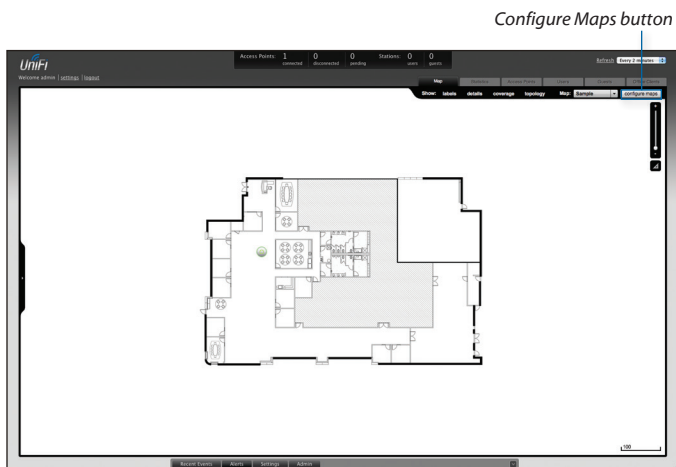 Configure Maps button
UniFi
Access Points: 1 connected 0 disconnected 0 pending Stations: 0 users 0 guests
Refresh Every 2 minutes
Welcome admin | settings | logout
Map Statistics Access Points Users Guests
Show: labels details coverage topology Map: Sample configure maps
100
Recent Events Alerts Settings Admin